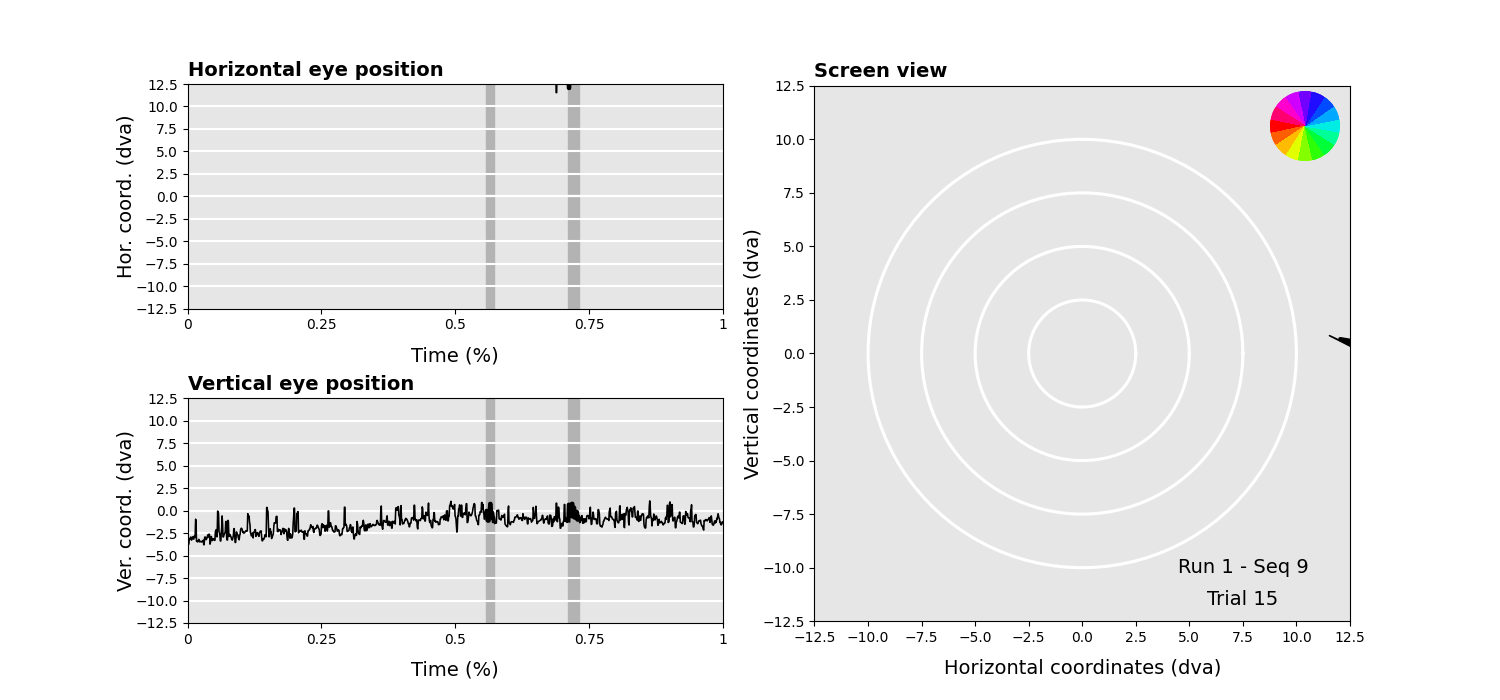 Horizontal eye position
12.5
10.0
7.5
5.0
2.5
0.0
−2.5
−5.0
−7.5
−10.0
−12.5
Hor. coord. (dva)
0 0.25 0.5 0.75 1
Time (%)
Vertical eye position
12.5
10.0
7.5
5.0
2.5
0.0
−2.5
−5.0
−7.5
−10.0
−12.5
Ver. coord. (dva)
0 0.25 0.5 0.75 1
Time (%)
Screen view
12.5
10.0
7.5
5.0
2.5
0.0
−2.5
−5.0
−7.5
−10.0
−12.5
Vertical coordinates (dva)
Run 1 - Seq 9
Trial 15
−12.5 −10.0 −7.5 −5.0 −2.5 0.0 2.5 5.0 7.5 10.0 12.5
Horizontal coordinates (dva)